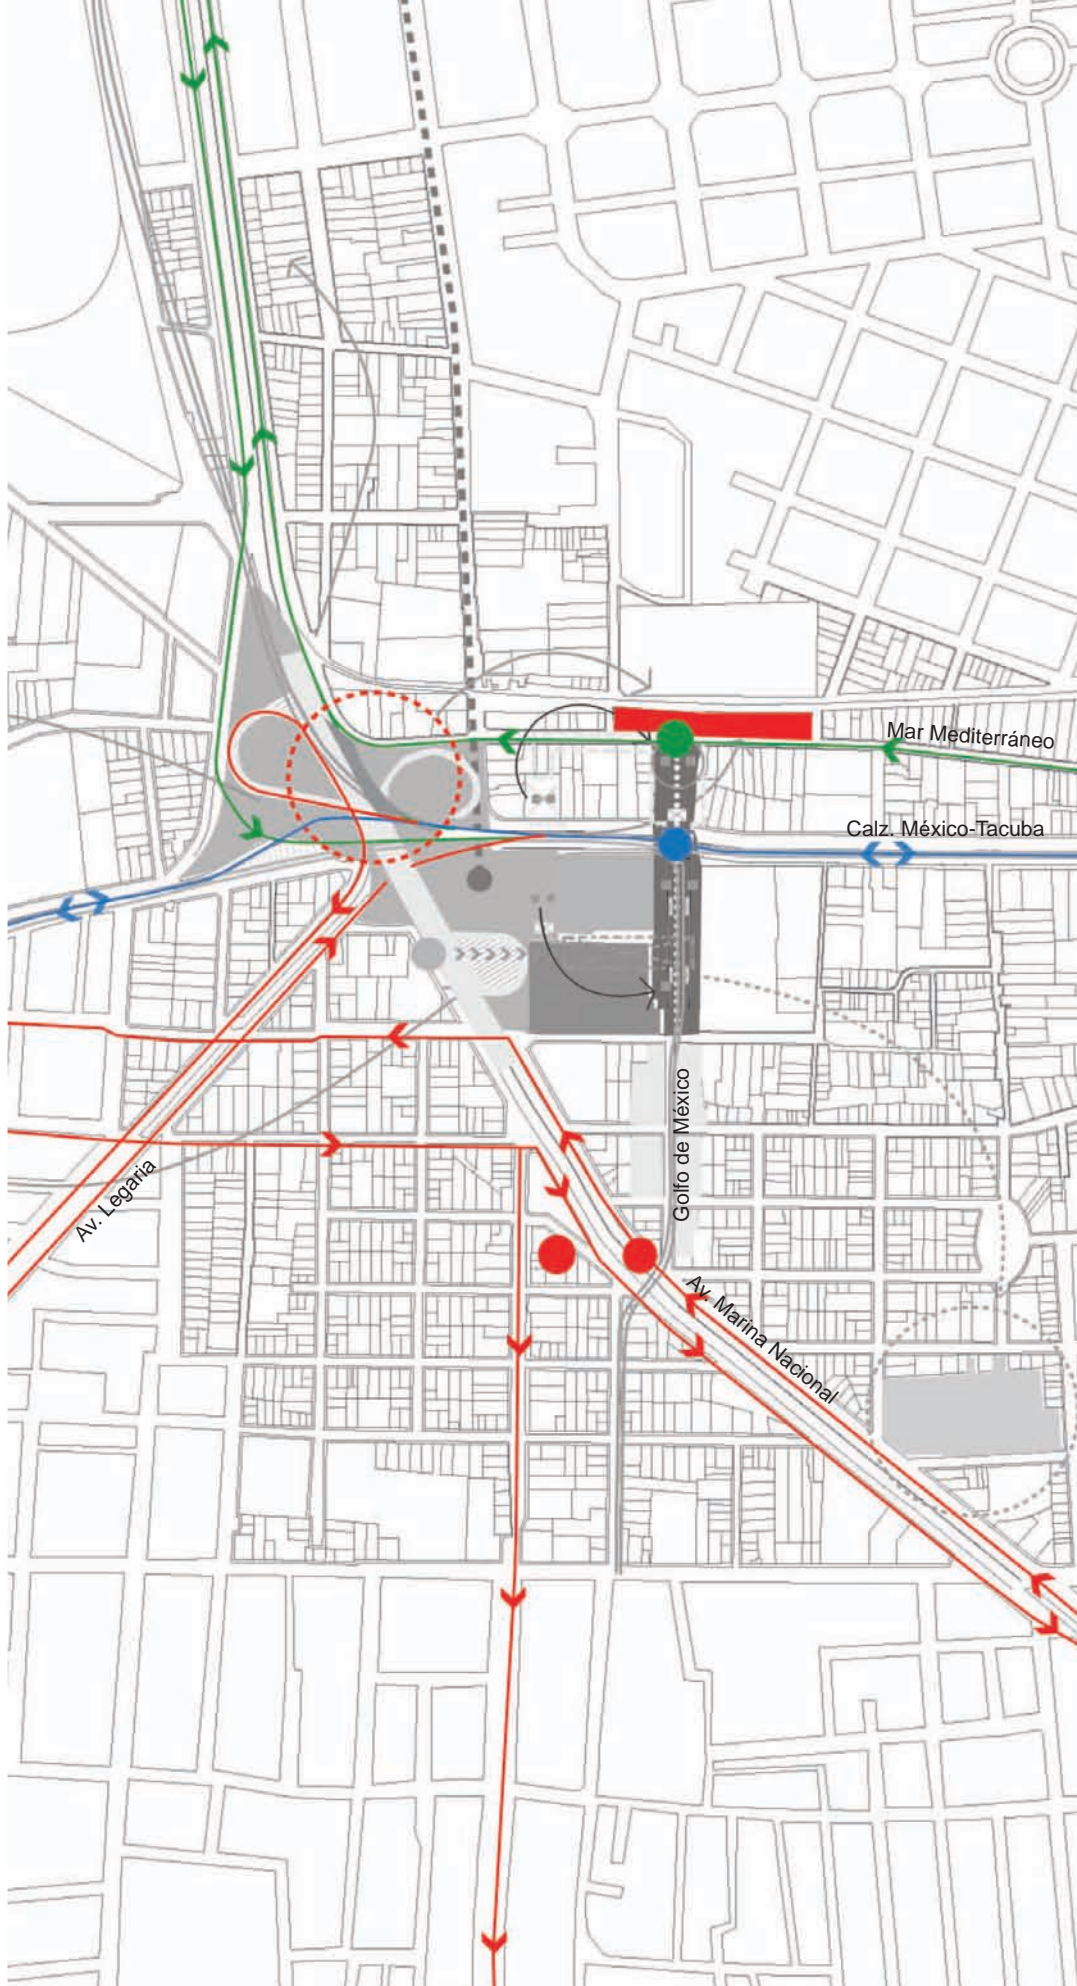 Mar Mediterráneo
Calz. México-Tacuba
Golfo de México
Av. Legaria
Av. Marina Nacional